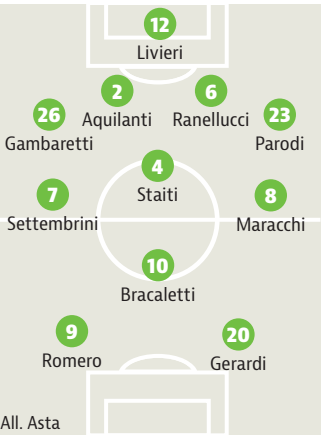 12
Livieri
2
6
Aquilanti
Ranellucci
26
23
Gambaretti
Parodi
4
Staiti
7
8
Settembrini
Maracchi
10
Bracaletti
9
20
Romero
Gerardi
All. Asta